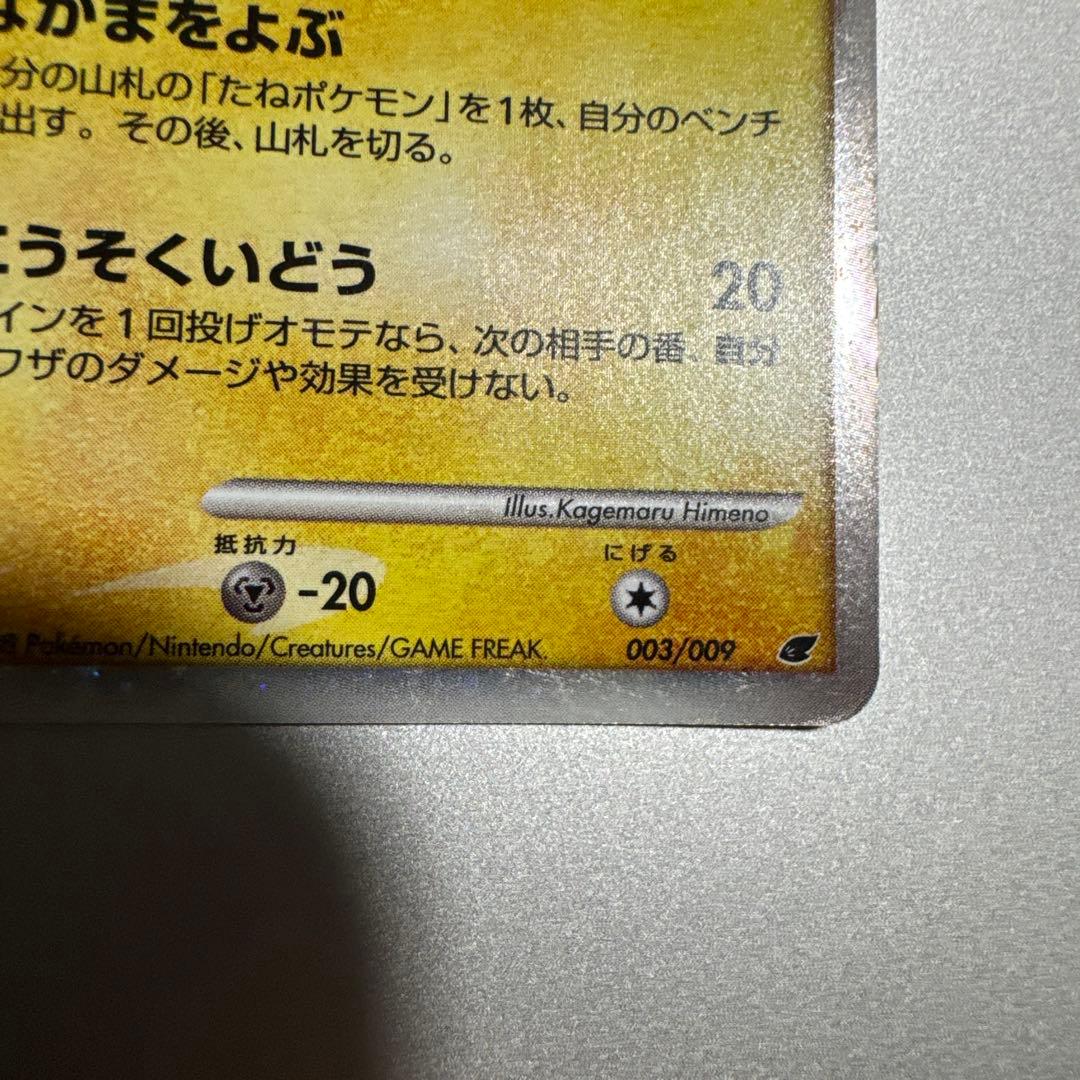 なかまをよぶ
分の山札の「たねポケモン」を1枚、自分のベンチ
出す。その後、山札を切る。
こうそくいどう
20
インを1回投げオモテなら、次の相手の番、自分
ワザのダメージや効果を受けない。
Illus.Kagemaru Himeno
抵抗力
にげる
-20
Pokémon/Nintendo/Creatures/GAME FREAK.
003/009